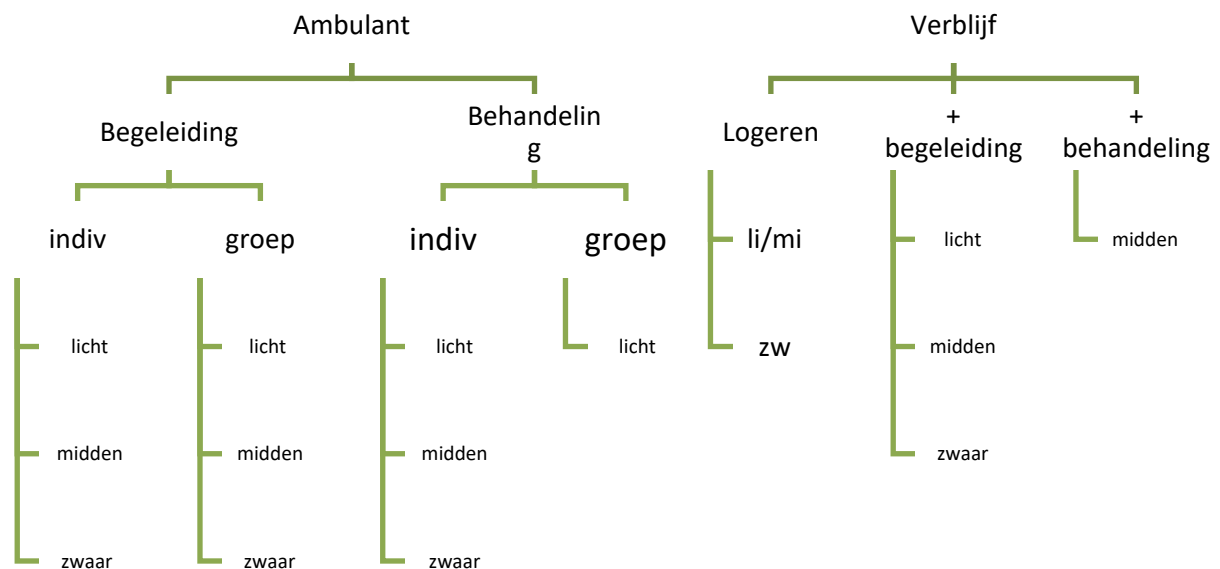 Ambulant
Verblijf
Begeleiding
Behandelin
g
Logeren
+
begeleiding
+
behandeling
indiv
groep
indiv
groep
li/mi
licht
midden
licht
licht
licht
licht
zw
midden
midden
midden
midden
zwaar
zwaar
zwaar
zwaar